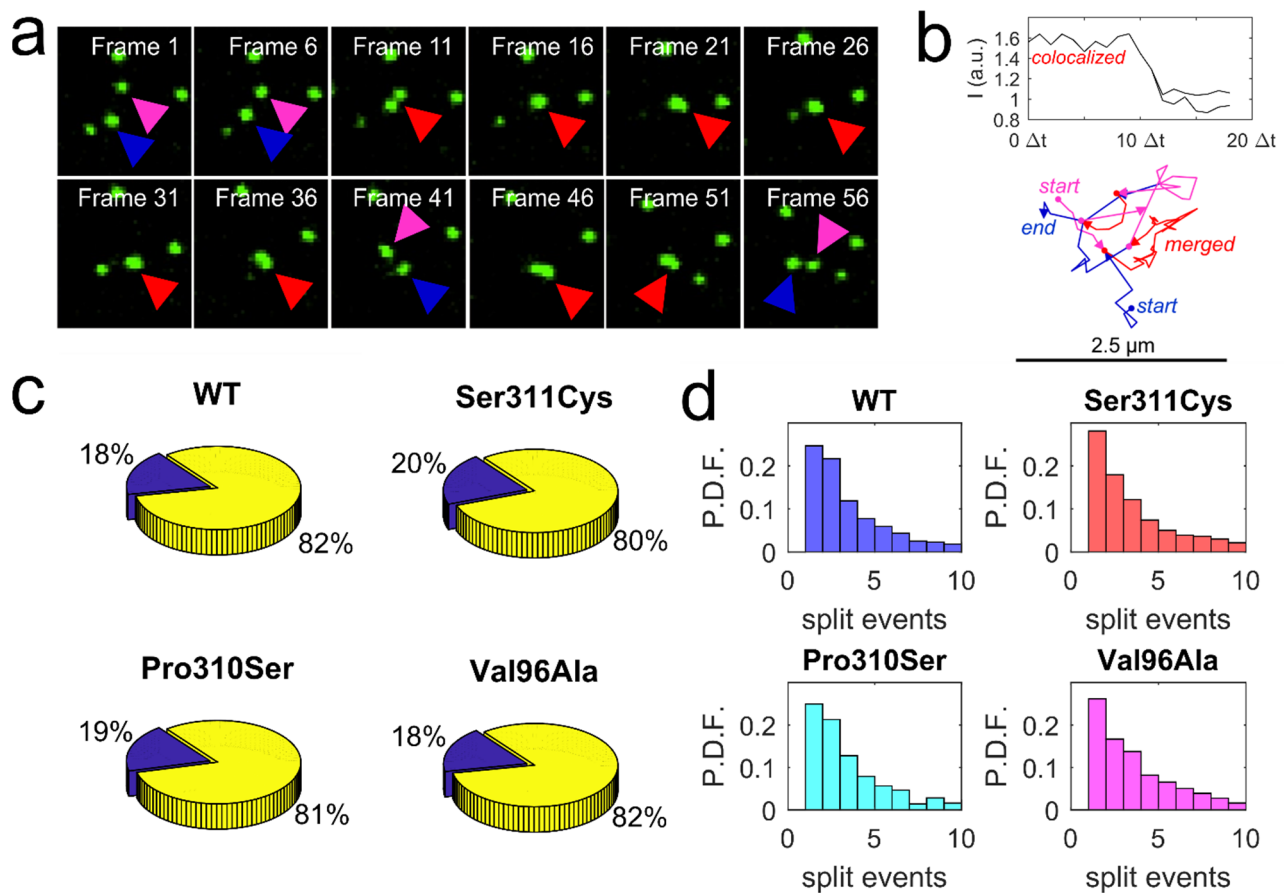 a
Frame 1
Frame 6
Frame 11
Frame 16
Frame 21
Frame 26
Frame 31
Frame 36
Frame 41
Frame 46
Frame 51
Frame 56
b
I (a.u.)
1.6
1.4
1.2
1
0.8
colocalized
0 Δt
10 Δt
20 Δt
start
end
merged
start
2.5 µm
c
WT
18%
82%
Ser311Cys
20%
80%
Pro310Ser
19%
81%
Val96Ala
18%
82%
d
WT
P.D.F.
0.2
0.1
0
0
5
10
split events
Ser311Cys
P.D.F.
0.2
0.1
0
0
5
10
split events
Pro310Ser
P.D.F.
0.2
0.1
0
0
5
10
split events
Val96Ala
P.D.F.
0.2
0.1
0
0
5
10
split events